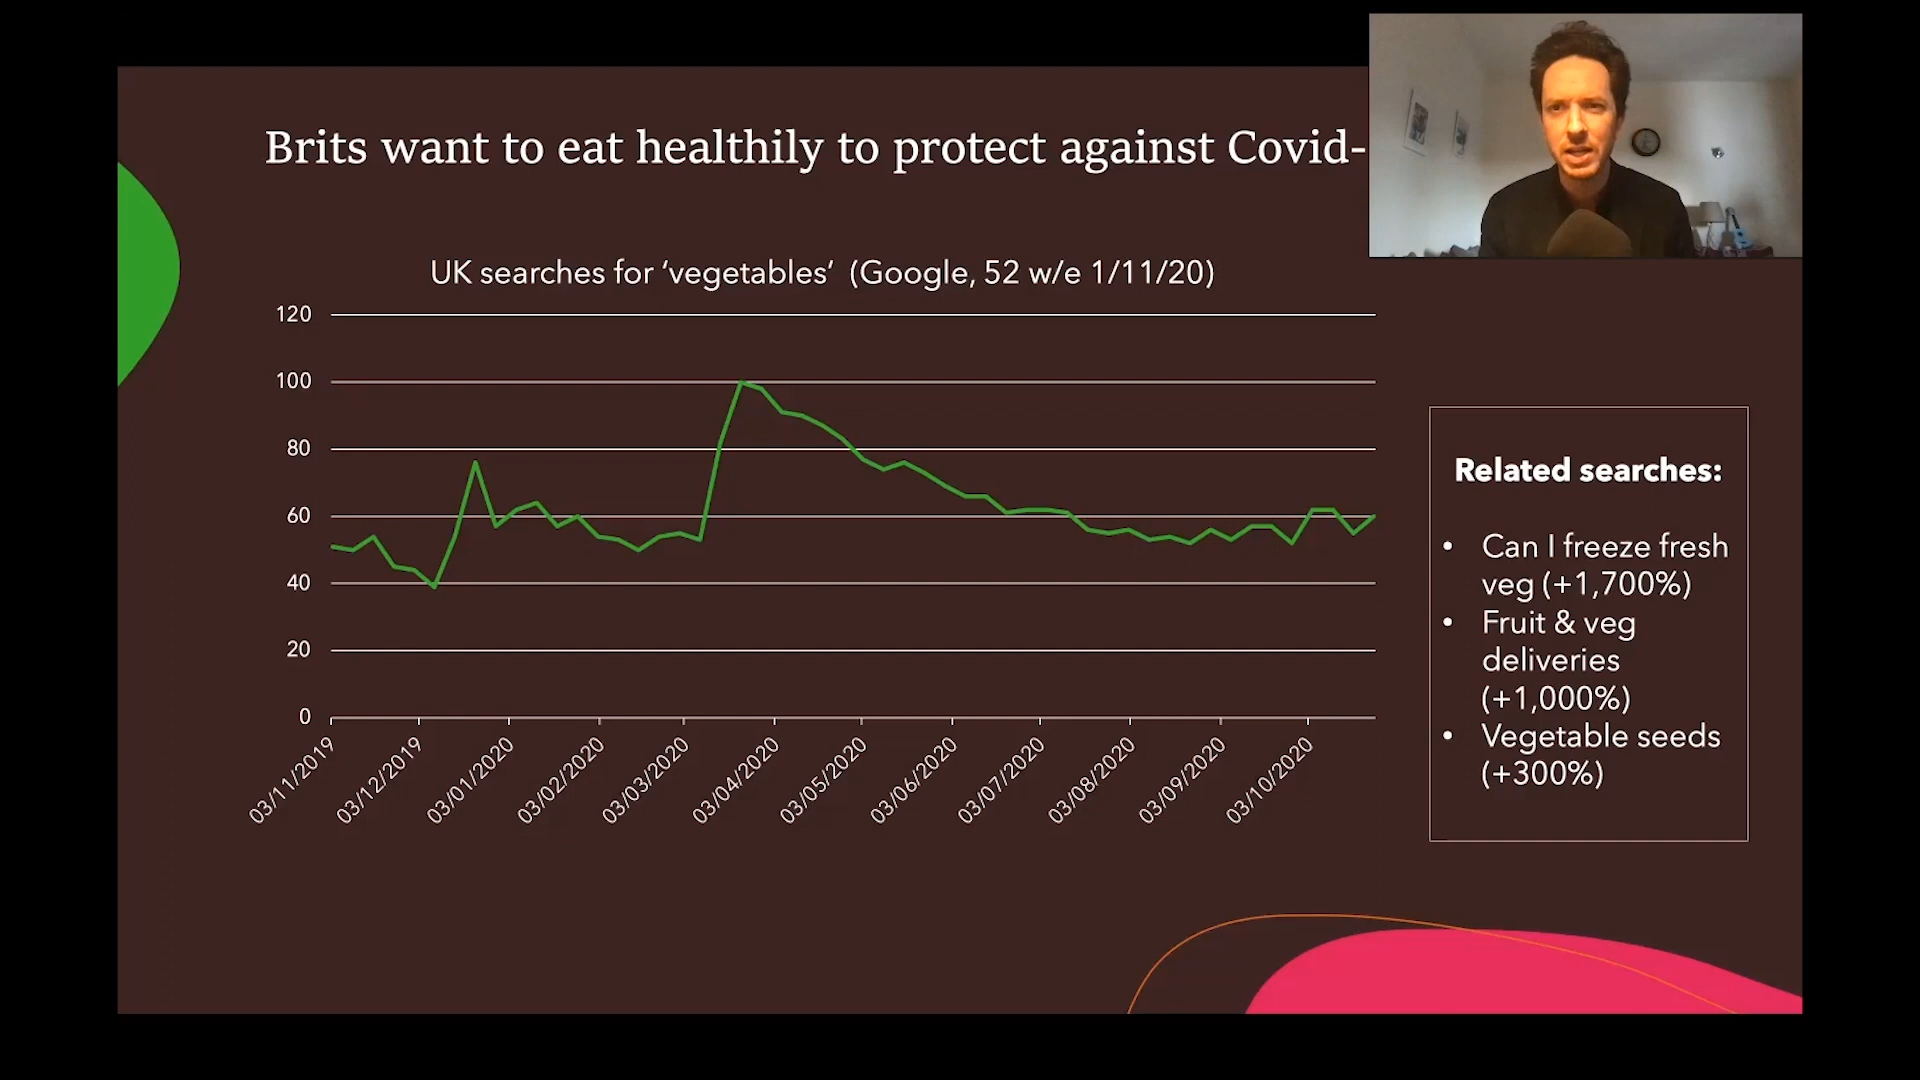 Brits want to eat healthily to protect against Covid-
UK searches for ‘vegetables’ (Google, 52 w/e 1/11/20)
120
100
80
60
40
20
0
03/11/2019
03/12/2019
03/01/2020
03/02/2020
03/03/2020
03/04/2020
03/05/2020
03/06/2020
03/07/2020
03/08/2020
03/09/2020
03/10/2020
Related searches:
• Can I freeze fresh
veg (+1,700%)
• Fruit & veg
deliveries
(+1,000%)
• Vegetable seeds
(+300%)